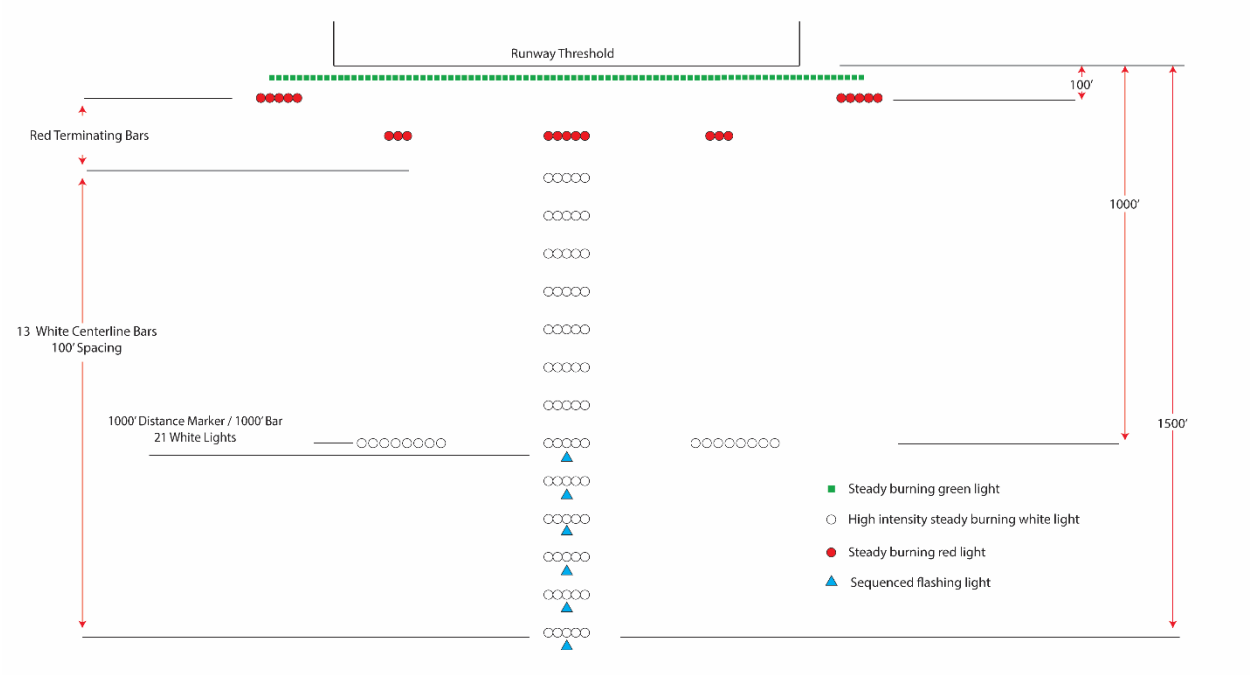 Runway Threshold
100'
Red Terminating Bars
1000'
13 White Centerline Bars
100' Spacing
1000' Distance Marker / 1000' Bar
21 White Lights
1500'
Steady burning green light
High intensity steady burning white light
Steady burning red light
Sequenced flashing light